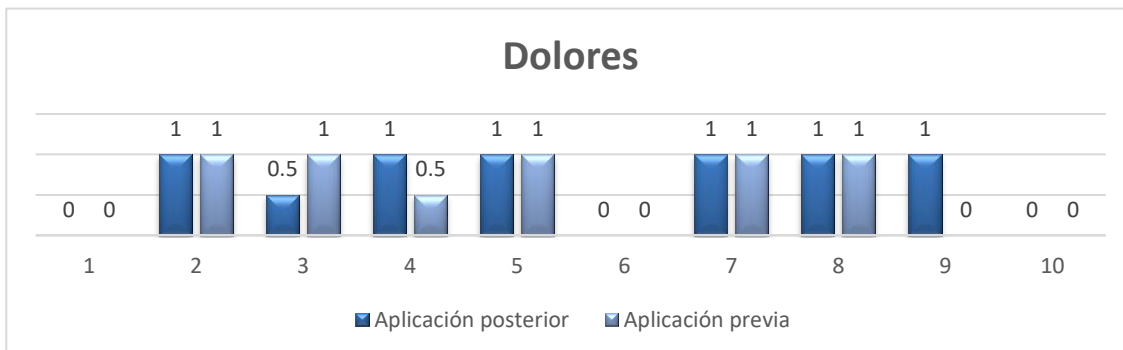 Dolores
1 1 1 1 1 1 1 1 1 1 1
0.5 0.5
0 0 0 0 0 0 0
1 2 3 4 5 6 7 8 9 10
Aplicación posterior Aplicación previa